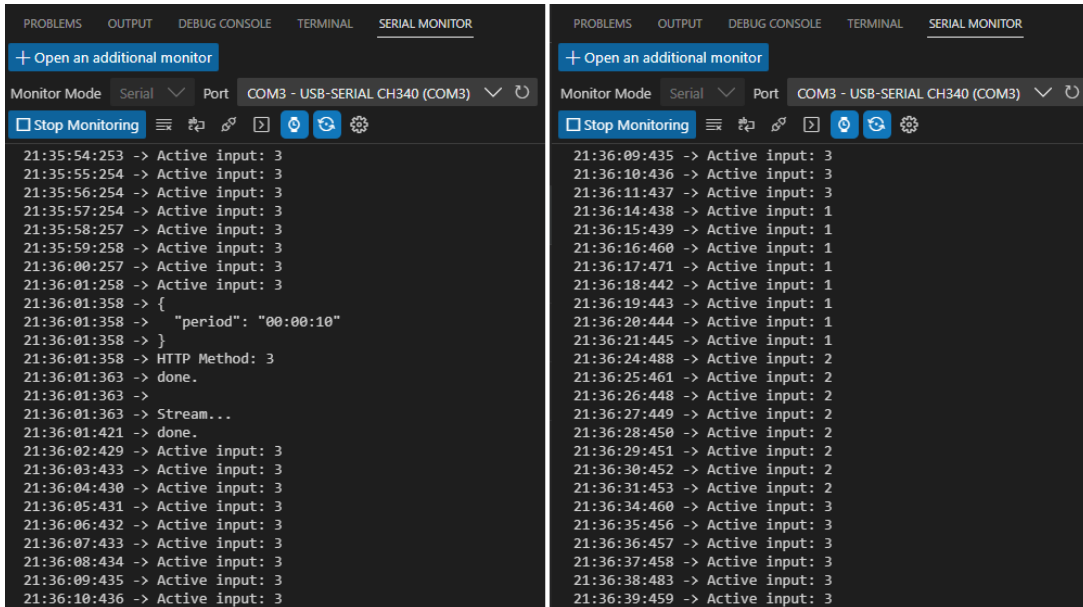 PROBLEMS OUTPUT DEBUG CONSOLE TERMINAL SERIAL MONITOR
+ Open an additional monitor
Monitor Mode Serial Port COM3 - USB-SERIAL CH340 (COM3)
Stop Monitoring
21:35:54:253 -> Active input: 3
21:35:55:254 -> Active input: 3
21:35:56:254 -> Active input: 3
21:35:57:254 -> Active input: 3
21:35:58:257 -> Active input: 3
21:35:59:258 -> Active input: 3
21:36:00:257 -> Active input: 3
21:36:01:258 -> Active input: 3
21:36:01:358 -> {
21:36:01:358 ->   "period": "00:00:10"
21:36:01:358 -> }
21:36:01:358 -> HTTP Method: 3
21:36:01:363 -> done.
21:36:01:363 ->
21:36:01:363 -> Stream...
21:36:01:421 -> done.
21:36:02:429 -> Active input: 3
21:36:03:433 -> Active input: 3
21:36:04:430 -> Active input: 3
21:36:05:431 -> Active input: 3
21:36:06:432 -> Active input: 3
21:36:07:433 -> Active input: 3
21:36:08:434 -> Active input: 3
21:36:09:435 -> Active input: 3
21:36:10:436 -> Active input: 3
PROBLEMS OUTPUT DEBUG CONSOLE TERMINAL SERIAL MONITOR
+ Open an additional monitor
Monitor Mode Serial Port COM3 - USB-SERIAL CH340 (COM3)
Stop Monitoring
21:36:09:435 -> Active input: 3
21:36:10:436 -> Active input: 3
21:36:11:437 -> Active input: 3
21:36:14:438 -> Active input: 1
21:36:15:439 -> Active input: 1
21:36:16:460 -> Active input: 1
21:36:17:471 -> Active input: 1
21:36:18:442 -> Active input: 1
21:36:19:443 -> Active input: 1
21:36:20:444 -> Active input: 1
21:36:21:445 -> Active input: 1
21:36:24:488 -> Active input: 2
21:36:25:461 -> Active input: 2
21:36:26:448 -> Active input: 2
21:36:27:449 -> Active input: 2
21:36:28:450 -> Active input: 2
21:36:29:451 -> Active input: 2
21:36:30:452 -> Active input: 2
21:36:31:453 -> Active input: 2
21:36:34:460 -> Active input: 3
21:36:35:456 -> Active input: 3
21:36:36:457 -> Active input: 3
21:36:37:458 -> Active input: 3
21:36:38:483 -> Active input: 3
21:36:39:459 -> Active input: 3